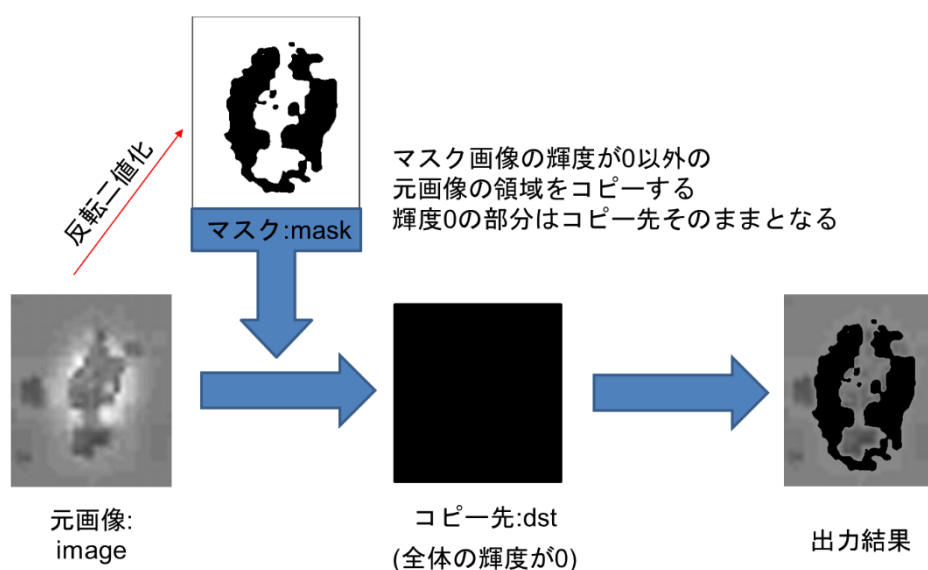 反転二値化
マスク:mask
マスク画像の輝度が0以外の
元画像の領域をコピーする
輝度0の部分はコピー先そのままとなる
元画像:
image
コピー先:dst
(全体の輝度が0)
出力結果